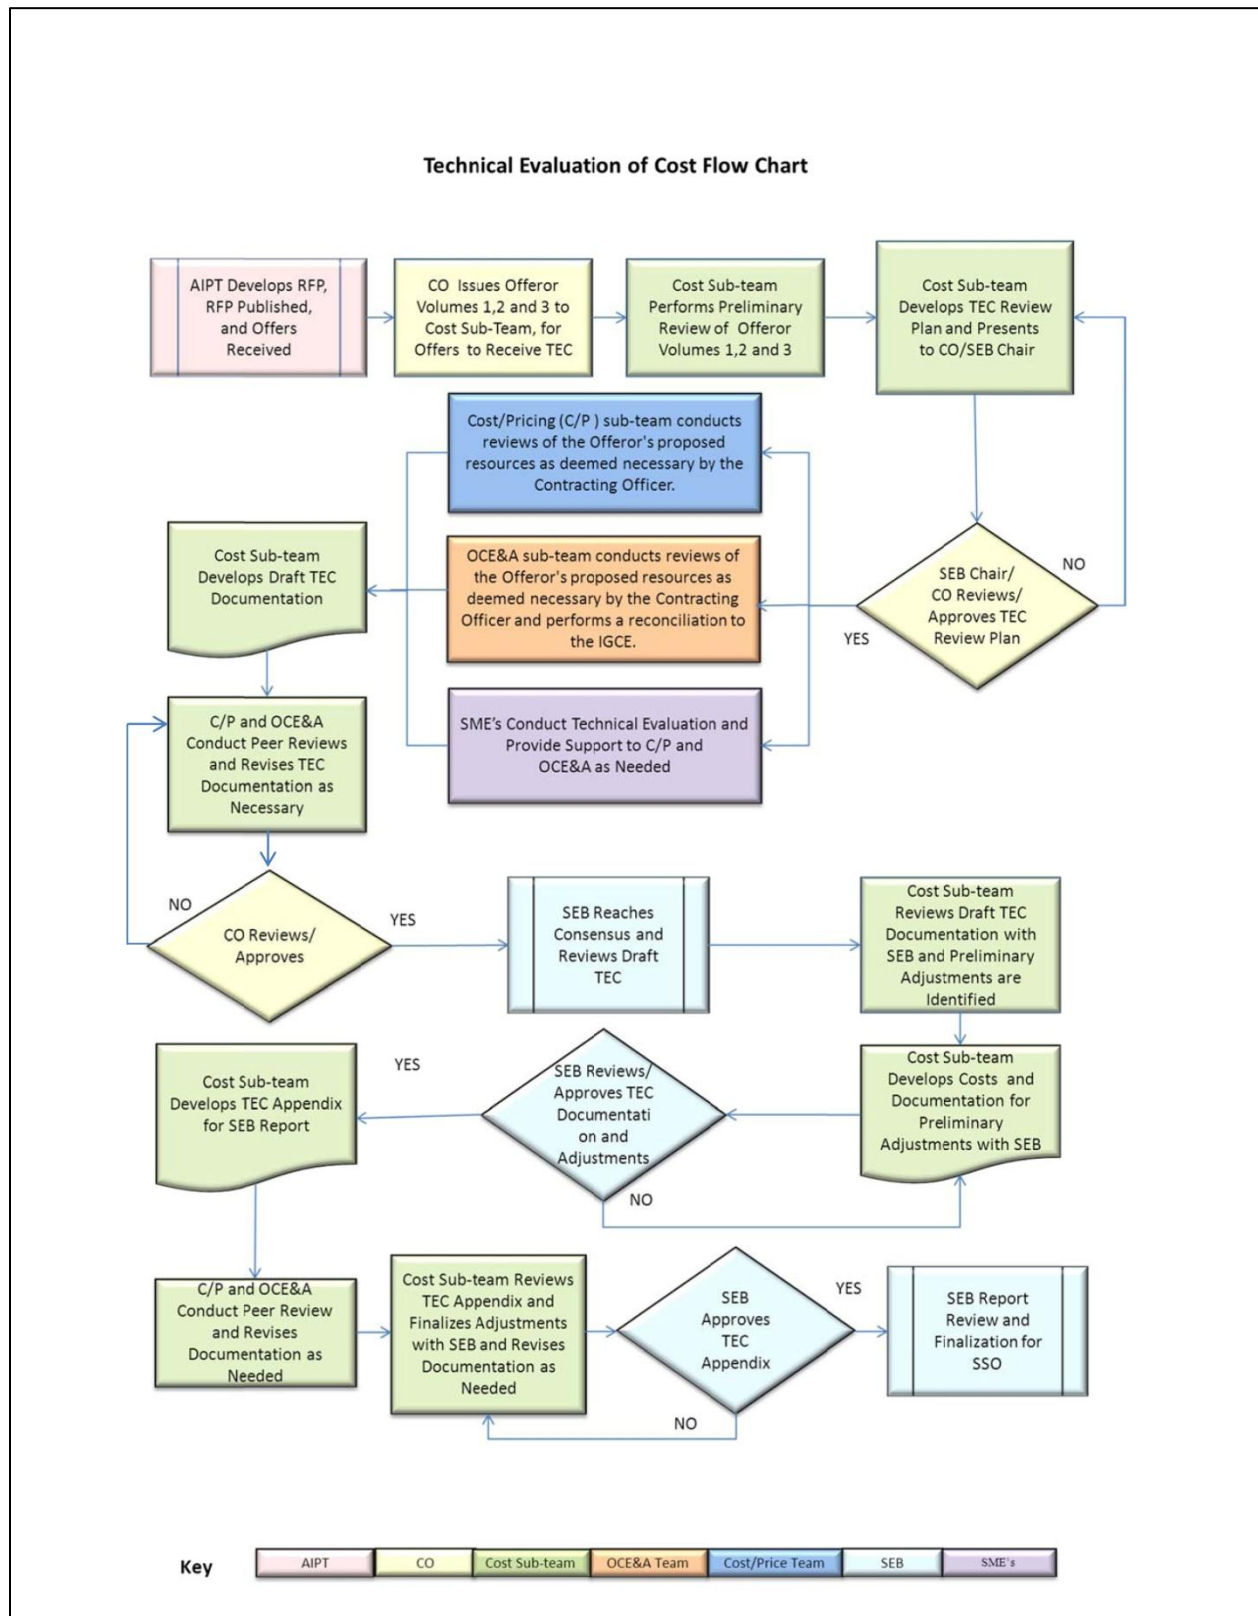 Technical Evaluation of Cost Flow Chart
AIPT Develops RFP,
RFP Published,
and Offers
Received
CO Issues Offeror
Volumes 1,2 and 3 to
Cost Sub-Team, for
Offers to Receive TEC
Cost Sub-team
Performs Preliminary
Review of Offeror
Volumes 1,2 and 3
Cost Sub-team
Develops TEC Review
Plan and Presents
to CO/SEB Chair
Cost/Pricing (C/P ) sub-team conducts
reviews of the Offeror's proposed
resources as deemed necessary by the
Contracting Officer.
Cost Sub-team
Develops Draft TEC
Documentation
OCE&A sub-team conducts reviews of
the Offeror's proposed resources as
deemed necessary by the Contracting
Officer and performs a reconciliation to
the IGCE.
SEB Chair/
CO Reviews/
Approves TEC
Review Plan
NO
YES
C/P and OCE&A
Conduct Peer Reviews
and Revises TEC
Documentation as
Necessary
SME’s Conduct Technical Evaluation and
Provide Support to C/P and
OCE&A as Needed
NO
CO Reviews/
Approves
YES
SEB Reaches
Consensus and
Reviews Draft
TEC
Cost Sub-team
Reviews Draft TEC
Documentation with
SEB and Preliminary
Adjustments are
Identified
Cost Sub-team
Develops TEC Appendix
for SEB Report
YES
SEB Reviews/
Approves TEC
Documentati
on and
Adjustments
NO
Cost Sub-team
Develops Costs and
Documentation for
Preliminary
Adjustments with SEB
C/P and OCE&A
Conduct Peer Review
and Revises
Documentation as
Needed
Cost Sub-team Reviews
TEC Appendix and
Finalizes Adjustments
with SEB and Revises
Documentation as
Needed
SEB
Approves
TEC
Appendix
YES
NO
SEB Report
Review and
Finalization for
SSO
Key
AIPT
CO
Cost Sub-team
OCE&A Team
Cost/Price Team
SEB
SME's